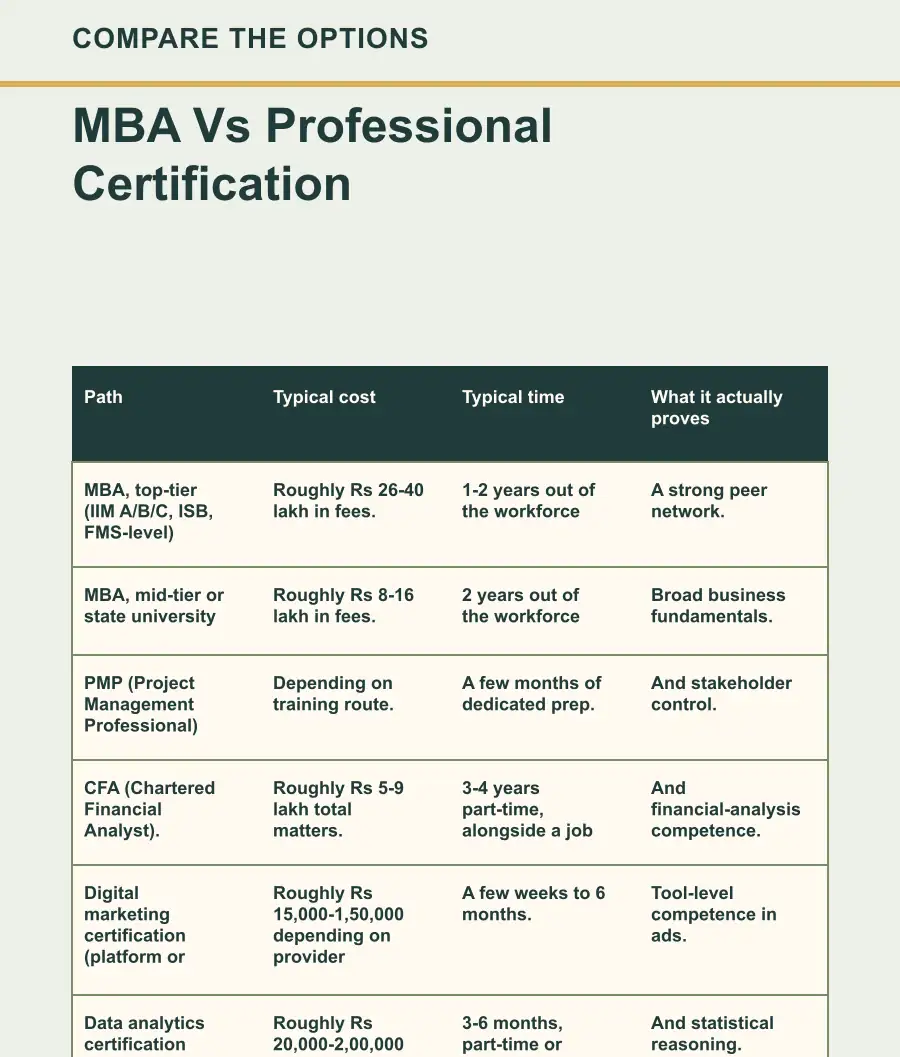 COMPARE THE OPTIONS
MBA Vs Professional
Certification
Path
Typical cost
Typical time
What it actually
proves
MBA, top-tier
(IIM A/B/C, ISB,
FMS-level)
Roughly Rs 26-40
lakh in fees.
1-2 years out of
the workforce
A strong peer
network.
MBA, mid-tier or
state university
Roughly Rs 8-16
lakh in fees.
2 years out of
the workforce
Broad business
fundamentals.
PMP (Project
Management
Professional)
Depending on
training route.
A few months of
dedicated prep.
And stakeholder
control.
CFA (Chartered
Financial
Analyst).
Roughly Rs 5-9
lakh total
matters.
3-4 years
part-time,
alongside a job
And
financial-analysis
competence.
Digital
marketing
certification
(platform or
Roughly Rs
15,000-1,50,000
depending on
provider
A few weeks to 6
months.
Tool-level
competence in
ads.
Data analytics
certification
Roughly Rs
20,000-2,00,000
3-6 months,
part-time or
And statistical
reasoning.